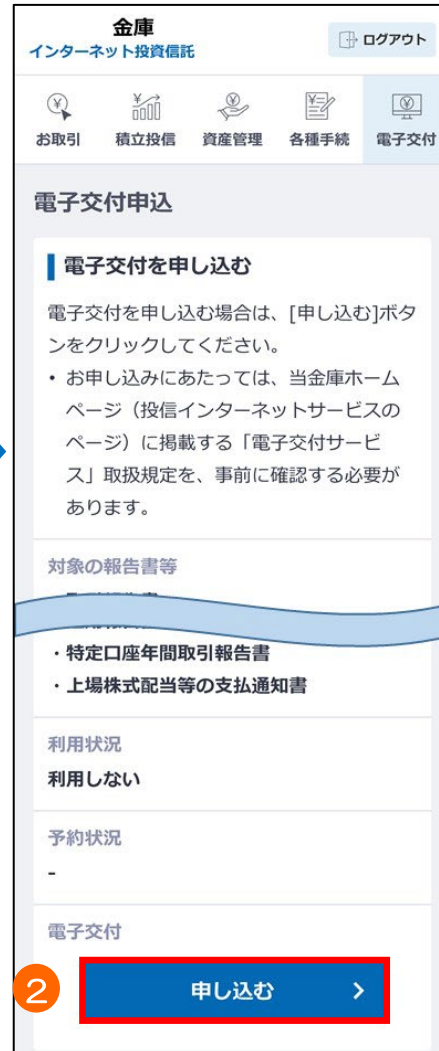 金庫
インターネット投資信託
ログアウト
お取引 積立投信 資産管理 各種手続 電子交付
電子交付申込
電子交付を申し込む
電子交付を申し込む場合は、[申し込む]ボタ
ンをクリックしてください。
• お申し込みにあたっては、当金庫ホーム
ページ（投信インターネットサービスの
ページ）に掲載する「電子交付サービ
ス」取扱規定を、事前に確認する必要が
あります。
対象の報告書等
・特定口座年間取引報告書
・上場株式配当等の支払通知書
利用状況
利用しない
予約状況
-
電子交付
2
申し込む